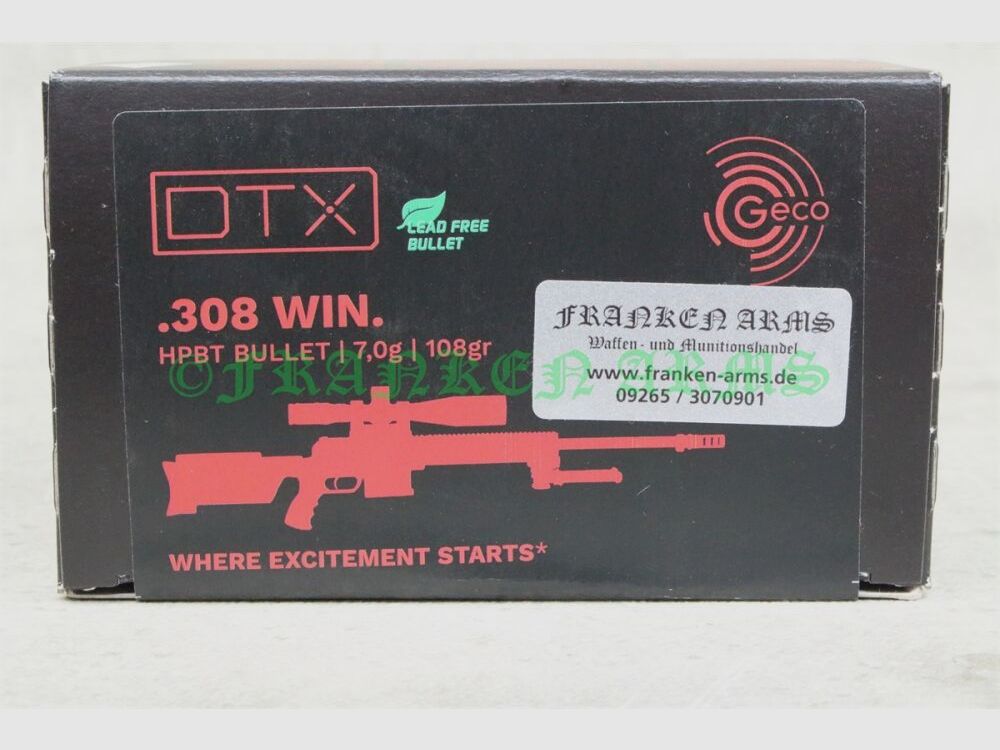 DTX
LEAD FREE
BULLET
Geco
.308 WIN.
HPBT BULLET | 7,0g | 108gr
©FRANKEN ARMS
FRANKEN ARMS
Waffen- und Munitionshandel
www.franken-arms.de
09265 / 3070901
WHERE EXCITEMENT STARTS*